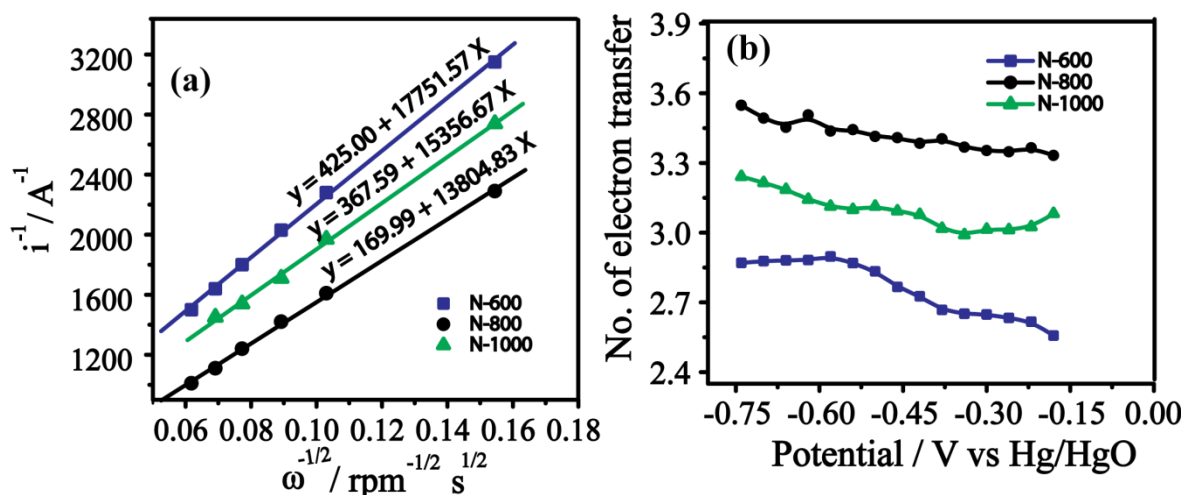 (a)
i⁻¹ / A⁻¹
3200
2800
2400
2000
1600
1200
y = 425.00 + 17751.57 X
y = 367.59 + 15356.67 X
y = 169.99 + 13804.83 X
N-600
N-800
N-1000
0.06 0.08 0.10 0.12 0.14 0.16 0.18
ω⁻¹/² / rpm⁻¹/² s¹/²
(b)
No. of electron transfer
3.9
3.6
3.3
3.0
2.7
2.4
N-600
N-800
N-1000
-0.75 -0.60 -0.45 -0.30 -0.15 0.00
Potential / V vs Hg/HgO